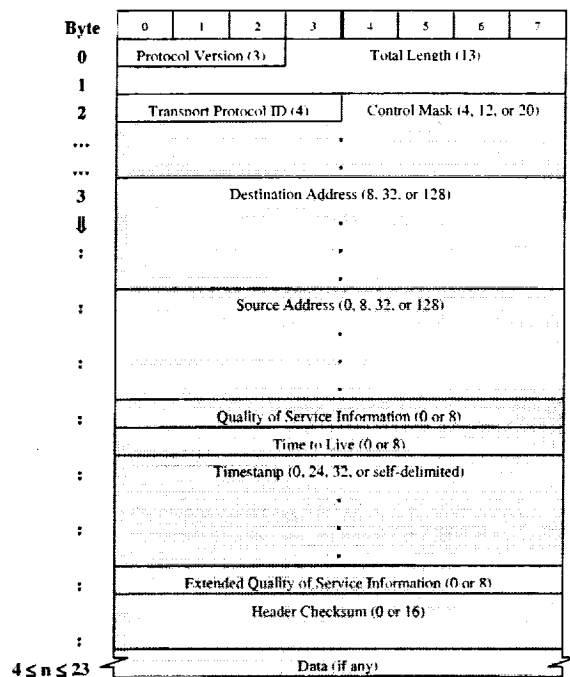 Byte 0 1 2 3 4 5 6 7
0 Protocol Version (3) Total Length (13)
1
2 Transport Protocol ID (4) Control Mask (4, 12, or 20)
...
...
3 Destination Address (8, 32, or 128)
⇓
:
: Source Address (0, 8, 32, or 128)
:
: Quality of Service Information (0 or 8)
Time to Live (0 or 8)
: Timestamp (0, 24, 32, or self-delimited)
:
: Extended Quality of Service Information (0 or 8)
Header Checksum (0 or 16)
:
4 ≤ n ≤ 23 Data (if any)